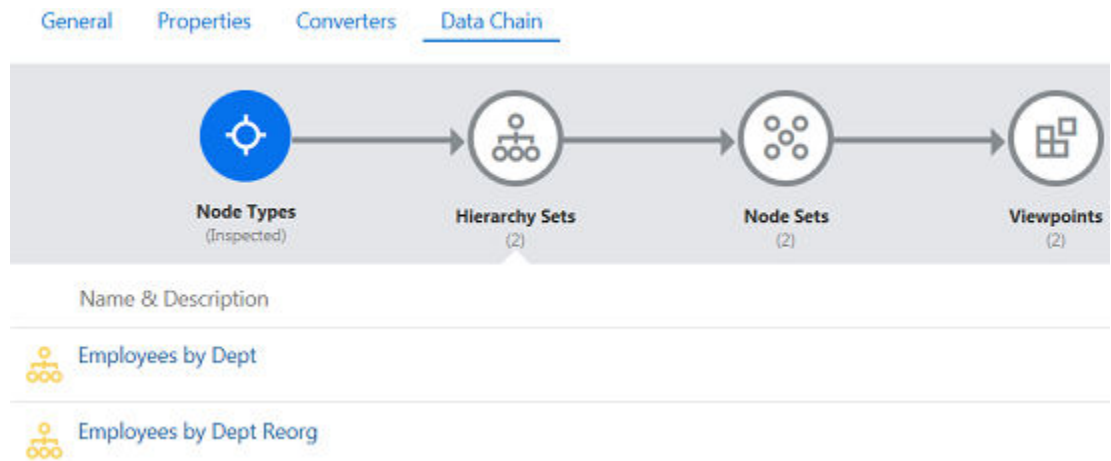 General Properties Converters Data Chain
Node Types Hierarchy Sets Node Sets Viewpoints
(Inspected) (2) (2) (2)
Name & Description
Employees by Dept
Employees by Dept Reorg